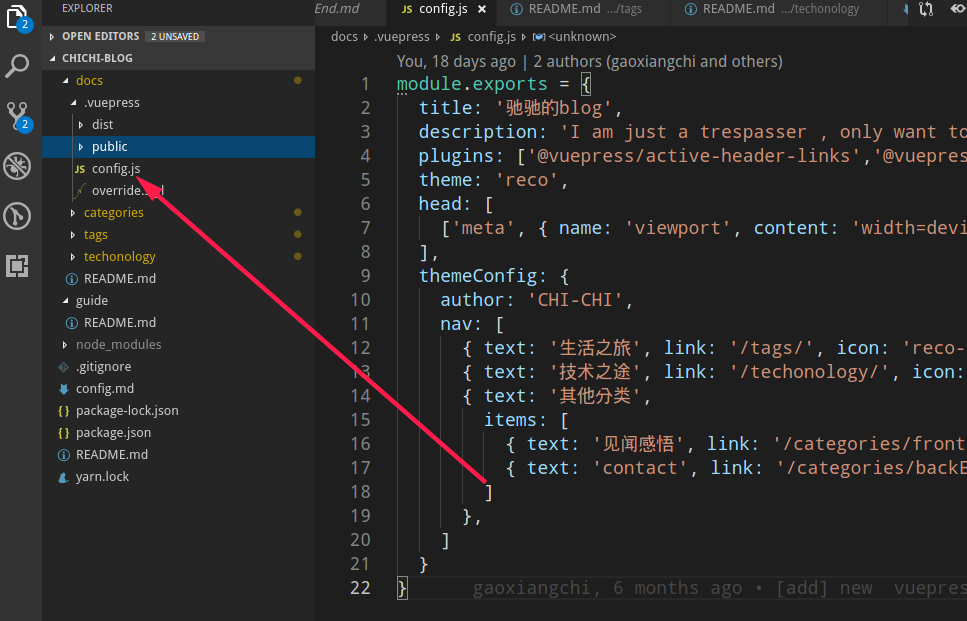 EXPLORER
OPEN EDITORS 2 UNSAVED
CHICHI-BLOG
docs
.vuepress
dist
public
JS config.js
override.
categories
tags
techonology
README.md
guide
README.md
node_modules
.gitignore
config.md
package-lock.json
package.json
README.md
yarn.lock
2
2
End.md JS config.js × README.md .../tags README.md .../techonology
docs › .vuepress › JS config.js › <unknown>
You, 18 days ago | 2 authors (gaoxiangchi and others)
1 module.exports = {
2 title: '驰驰的blog',
3 description: 'I am just a trespasser , only want to
4 plugins: ['@vuepress/active-header-links','@vuepres
5 theme: 'reco',
6 head: [
7 ['meta', { name: 'viewport', content: 'width=devi
8 ],
9 themeConfig: {
10 author: 'CHI-CHI',
11 nav: [
12 { text: '生活之旅', link: '/tags/', icon: 'reco-
13 { text: '技术之途', link: '/techonology/', icon:
14 { text: '其他分类',
15 items: [
16 { text: '见闻感悟', link: '/categories/front
17 { text: 'contact', link: '/categories/backE
18 ]
19 },
20 ]
21 }
22 } gaoxiangchi, 6 months ago • [add] new vuepres